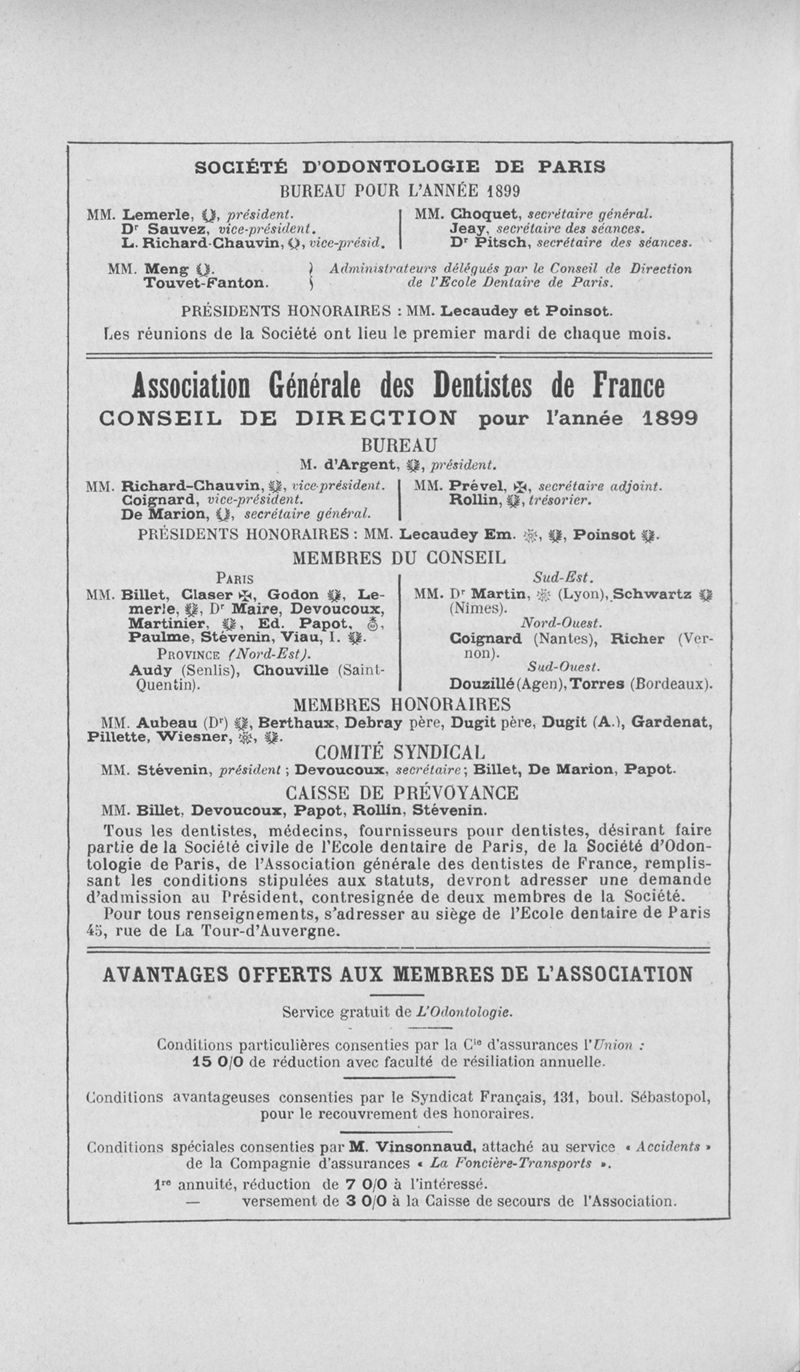 SOCIÉTÉ D'ODONTOLOGIE DE PARIS
BUREAU POUR L'ANNÉE 1899
MM. Lemerle, président.
Dr Sauvez, vice-président.
L. Richard-Chauvin, vice-présid.
MM. Choquet, secrétaire général.
Jeay, secrétaire des séances.
Dr Pitsch, secrétaire des séances.
MM. Meng
Touvet-Fanton.
Administrateurs délégués par le Conseil de Direction
de l'Ecole Dentaire de Paris.
PRÉSIDENTS HONORAIRES : MM. Lecaudey et Poinsot.
Les réunions de la Société ont lieu le premier mardi de chaque mois.
Association Générale des Dentistes de France
CONSEIL DE DIRECTION pour l'année 1899
BUREAU
M. d'Argent, président.
MM. Richard-Chauvin, vice-président.
Coignard, vice-président.
De Marion, secrétaire général.
MM. Prével, secrétaire adjoint.
Rollin, trésorier.
PRÉSIDENTS HONORAIRES : MM. Lecaudey Em. Poinsot
MEMBRES DU CONSEIL
PARIS
MM. Billet, Claser, Godon, Le-
merle, Dr Maire, Devoucoux,
Martinier, Ed. Papot,
Paulme, Stévenin, Viau, I.
PROVINCE (Nord-Est).
Audy (Senlis), Chouville (Saint-
Quentin).
Sud-Est.
MM. Dr Martin, (Lyon), Schwartz
(Nimes).
Nord-Ouest.
Coignard (Nantes), Richer (Ver-
non).
Sud-Ouest.
Douzillé (Agen), Torres (Bordeaux).
MEMBRES HONORAIRES
MM. Aubeau (Dr), Berthaux, Debray père, Dugit père, Dugit (A.), Gardenat,
Pillette, Wiesner,
COMITÉ SYNDICAL
MM. Stévenin, président ; Devoucoux, secrétaire ; Billet, De Marion, Papot.
CAISSE DE PRÉVOYANCE
MM. Billet, Devoucoux, Papot, Rollin, Stévenin.
Tous les dentistes, médecins, fournisseurs pour dentistes, désirant faire
partie de la Société civile de l'Ecole dentaire de Paris, de la Société d'Odon-
tologie de Paris, de l'Association générale des dentistes de France, remplis-
sant les conditions stipulées aux statuts, devront adresser une demande
d'admission au Président, contresignée de deux membres de la Société.
Pour tous renseignements, s'adresser au siège de l'Ecole dentaire de Paris
45, rue de La Tour-d'Auvergne.
AVANTAGES OFFERTS AUX MEMBRES DE L'ASSOCIATION
Service gratuit de L'Odontologie.
Conditions particulières consenties par la Cie d'assurances l'Union :
15 0/0 de réduction avec faculté de résiliation annuelle.
Conditions avantageuses consenties par le Syndicat Français, 131, boul. Sébastopol,
pour le recouvrement des honoraires.
Conditions spéciales consenties par M. Vinsonnaud, attaché au service « Accidents »
de la Compagnie d'assurances « La Foncière-Transports ».
1re annuité, réduction de 7 0/0 à l'intéressé.
— versement de 3 0/0 à la Caisse de secours de l'Association.